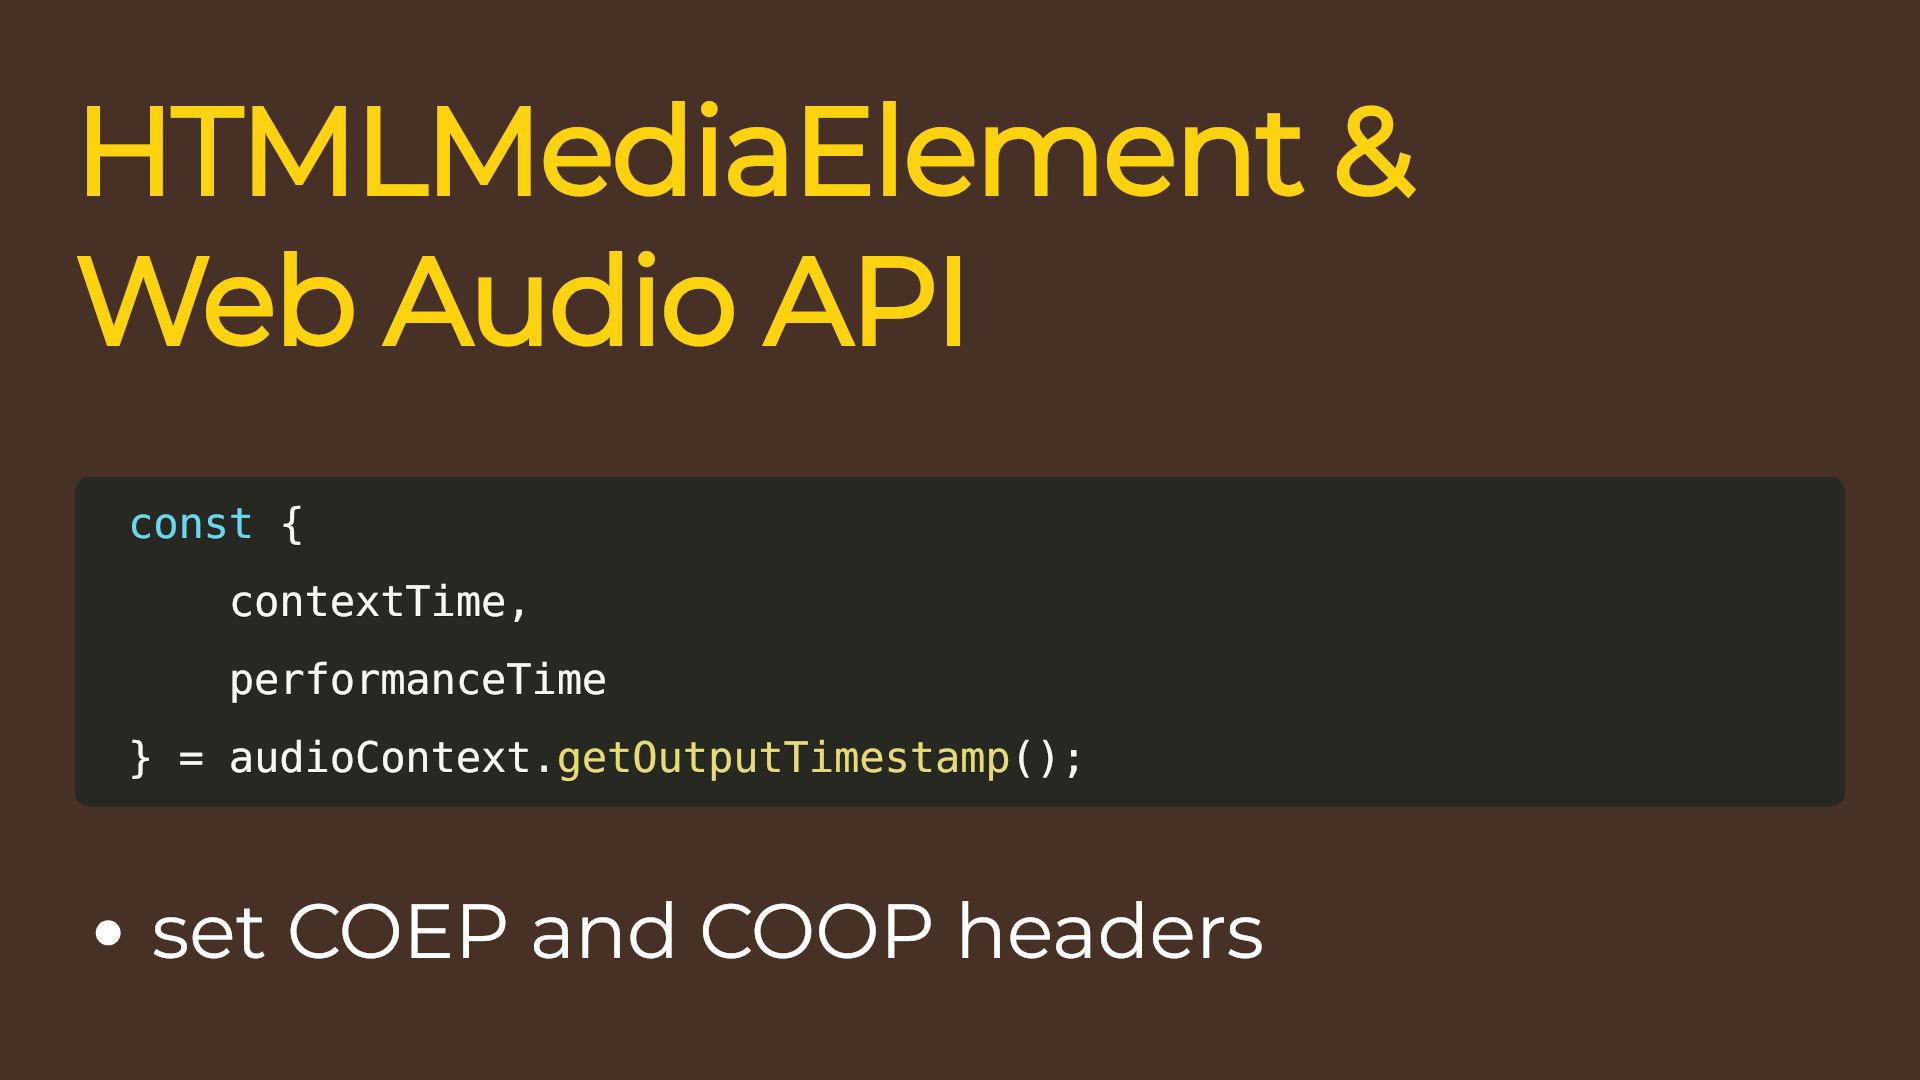 HTMLMediaElement &
Web Audio API
const {
    contextTime,
    performanceTime
} = audioContext.getOutputTimestamp();
• set COEP and COOP headers